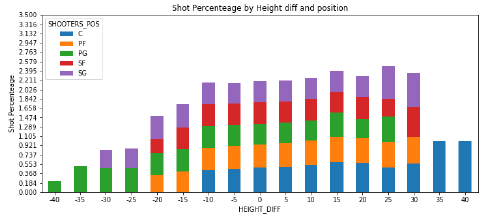 Shot Percenteage by Height diff and position
3.500
3.316
3.132
2.947
2.763
2.579
2.395
2.211
2.026
1.842
1.658
1.474
1.289
1.105
0.921
0.737
0.553
0.368
0.184
0.000
Shot Percenteage
SHOOTERS_POS
C
PF
PG
SF
SG
-40 -35 -30 -25 -20 -15 -10 -5 0 5 10 15 20 25 30 35 40
HEIGHT_DIFF